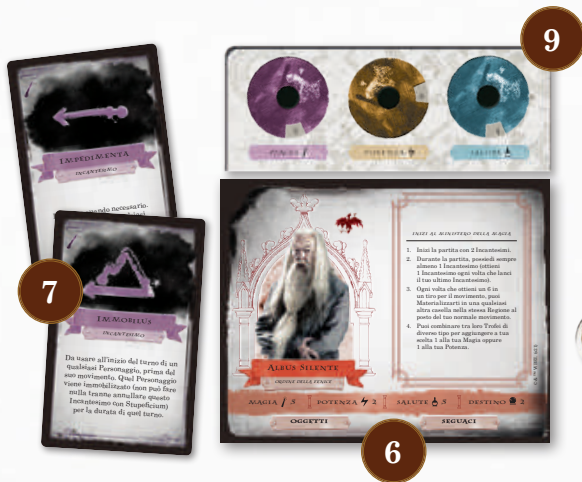 9
MAGIA
POTENZA
SALUTE
IMPEDIMENTA
INCANTESIMO
necessario.
7
IMMOBILUS
INCANTESIMO
Da usare all'inizio del turno di un
qualsiasi Personaggio, prima del
suo movimento. Quel Personaggio
viene immobilizzato (non può fare
nulla tranne annullare questo
Incantesimo con Stupeficium)
per la durata di quel turno.
INIZI AL MINISTERO DELLA MAGIA
1. Inizi la partita con 2 Incantesimi.
2. Durante la partita, possiedi sempre
almeno 1 Incantesimo (ottieni
1 Incantesimo ogni volta che lanci
il tuo ultimo Incantesimo).
3. Ogni volta che ottieni un 6 in
un tiro per il movimento, puoi
Materializzarti in una qualsiasi
altra casella nella stessa Regione al
posto del tuo normale movimento.
4. Puoi combinare tra loro Trofei di
diverso tipo per aggiungere a tua
scelta 1 alla tua Magia oppure
1 alla tua Potenza.
ALBUS SILENTE
ORDINE DELLA FENICE
MAGIA 5
POTENZA 2
SALUTE 5
DESTINO 2
OGGETTI
SEGUACI
6